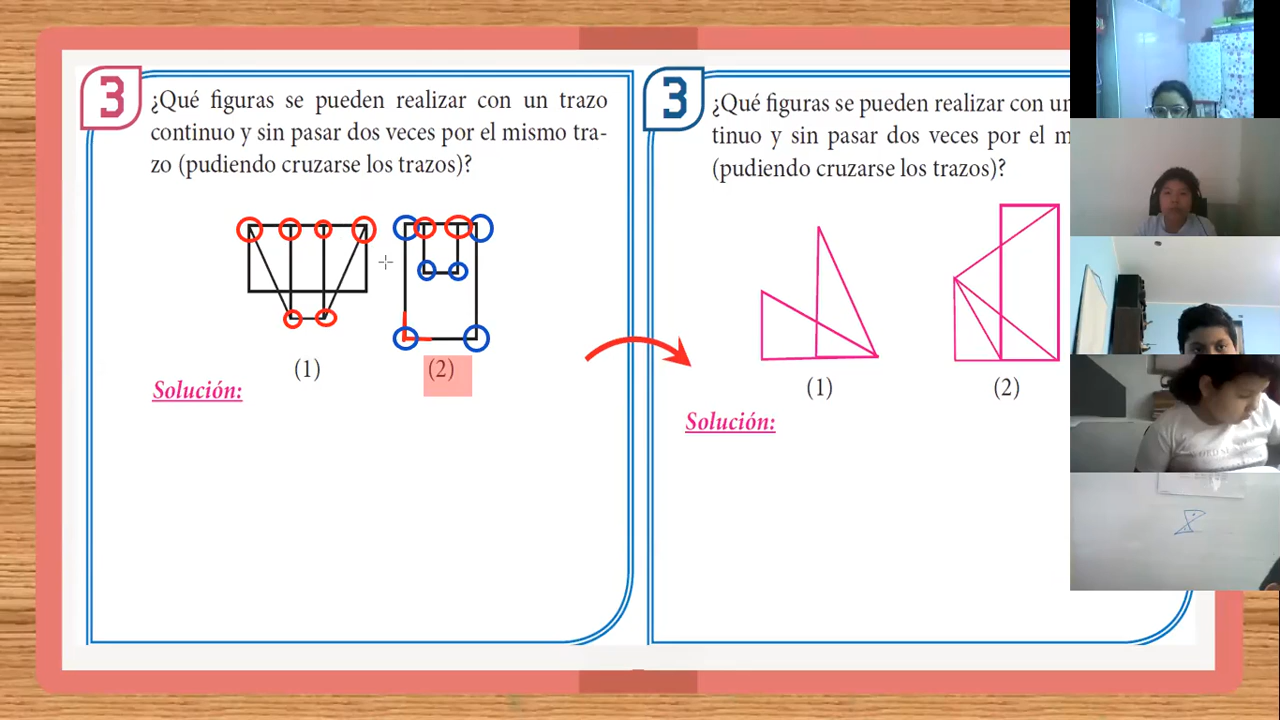 3
¿Qué figuras se pueden realizar con un trazo
continuo y sin pasar dos veces por el mismo tra-
zo (pudiendo cruzarse los trazos)?
(1)
(2)
Solución:
3
¿Qué figuras se pueden realizar con un
tinuo y sin pasar dos veces por el m
(pudiendo cruzarse los trazos)?
(1)
(2)
Solución: